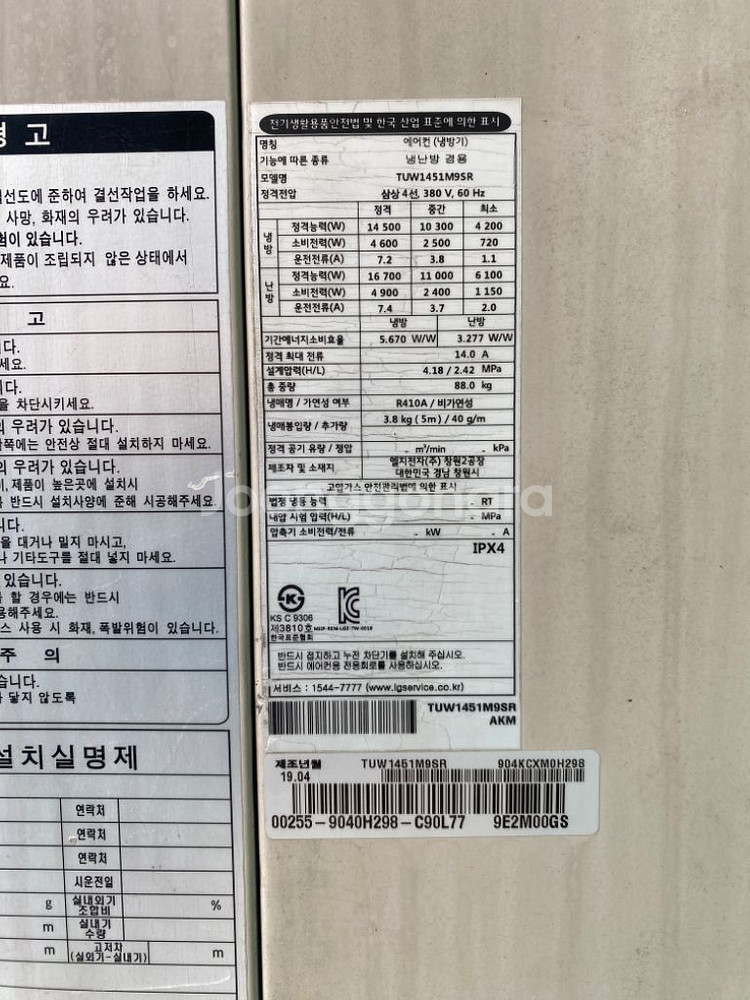 경 고
선도에 준하여 결선작업을 하세요.
사망, 화재의 우려가 있습니다.
험이 있습니다.
제품이 조립되지 않은 상태에서
요.
고
니다.
세요.
니다.
을 차단시키세요.
의 우려가 있습니다.
쪽에는 안전상 절대 설치하지 마세요.
의 우려가 있습니다.
제품이 높은곳에 설치시
반드시 설치사양에 준해 시공해주세요.
니다.
을 대거나 밀지 마시고,
나 기타도구를 절대 넣지 마세요.
있습니다.
를 할 경우에는 반드시
용해주세요.
스 사용 시 화재, 폭발위험이 있습니다.
주 의
습니다.
닿지 않도록
설치실명제
연락처
연락처
연락처
시운전일
g 실내외기 조합비 %
m 실내기 수량
m 고저차 (실외기-실내기) m
전기생활용품안전법 및 한국 산업 표준에 의한 표시
명칭 에어컨 (냉방기)
기능에 따른 종류 냉난방 겸용
모델명 TUW1451M9SR
정격전압 삼상 4선, 380 V, 60 Hz
정격 중간 최소
냉방 정격능력(W) 14 500 10 300 4 200
소비전력(W) 4 600 2 500 720
운전전류(A) 7.2 3.8 1.1
난방 정격능력(W) 16 700 11 000 6 100
소비전력(W) 4 900 2 400 1 150
운전전류(A) 7.4 3.7 2.0
냉방 난방
기간에너지소비효율 5.670 W/W 3.277 W/W
정격 최대 전류 14.0 A
설계압력(H/L) 4.18 / 2.42 MPa
총 중량 88.0 kg
냉매명 / 가연성 여부 R410A / 비가연성
냉매봉입량 / 추가량 3.8 kg ( 5m ) / 40 g/m
정격 공기 유량 / 정압 - m³/min - kPa
제조자 및 소재지 엘지전자(주) 창원2공장
대한민국 경남 창원시
고압가스 안전관리법에 의한 표시
법정 냉동 능력 - RT
내압 시험 압력(H/L) - MPa
압축기 소비전력/전류 - kW - A
IPX4
KS C 9306
제3810호
한국표준협회
반드시 접지하고 누전 차단기를 설치해 주십시오.
반드시 에어컨용 전용회로를 사용하십시오.
서비스 : 1544-7777 (www.lgservice.co.kr)
TUW1451M9SR
AKM
제조년월 TUW1451M9SR 904KCXM0H298
19.04
00255-9040H298-C90L77 9E2M00GS